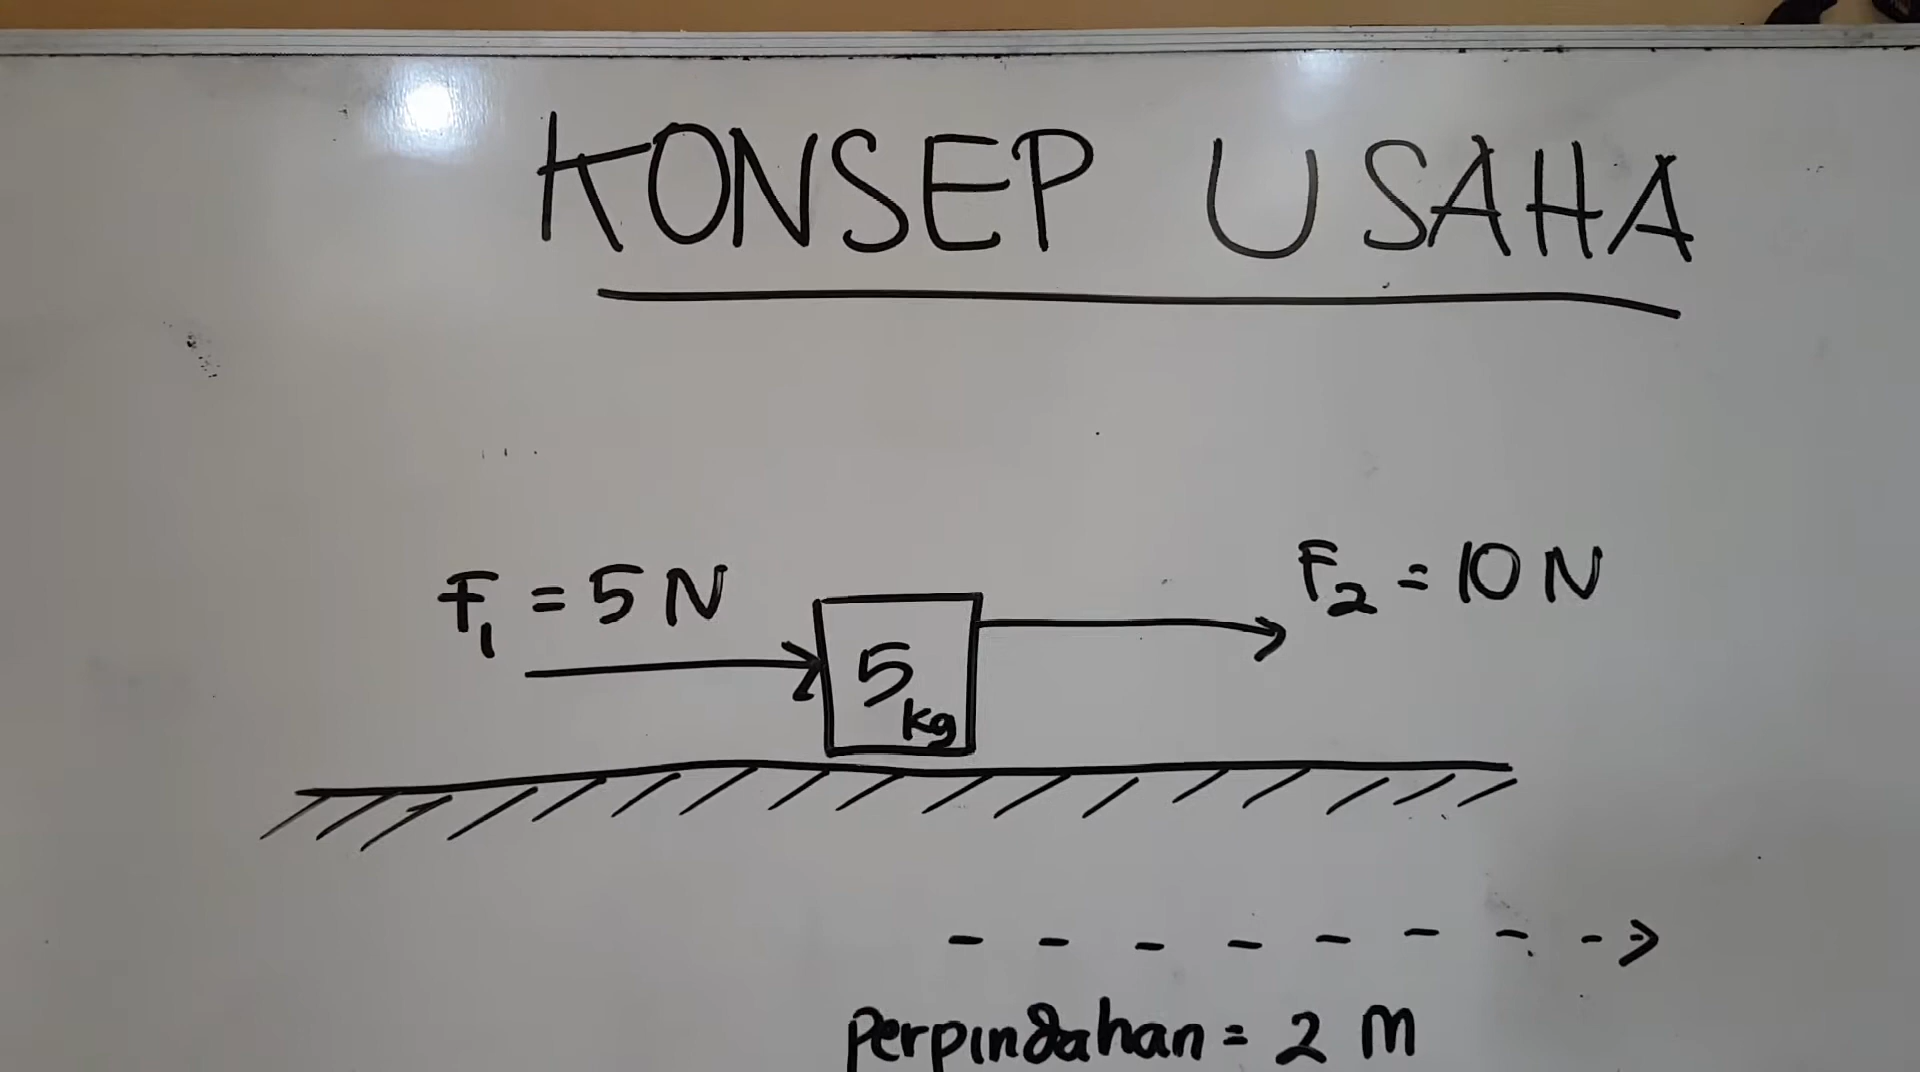 KONSEP USAHA
F₁ = 5 N
F₂ = 10 N
5 kg
Perpindahan = 2 m